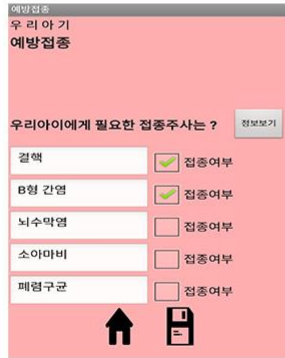 예방접종
우 리 아 기
예방접종
우리아이에게 필요한 접종주사는 ?
정보보기
결핵
접종여부
B형 간염
접종여부
뇌수막염
접종여부
소아마비
접종여부
폐렴구균
접종여부